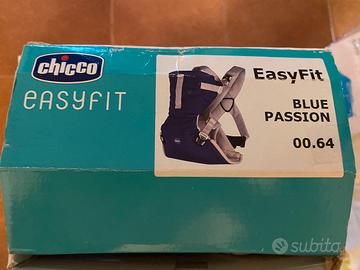 chicco
EASYFIT
EasyFit
BLUE
PASSION
00.64
subito